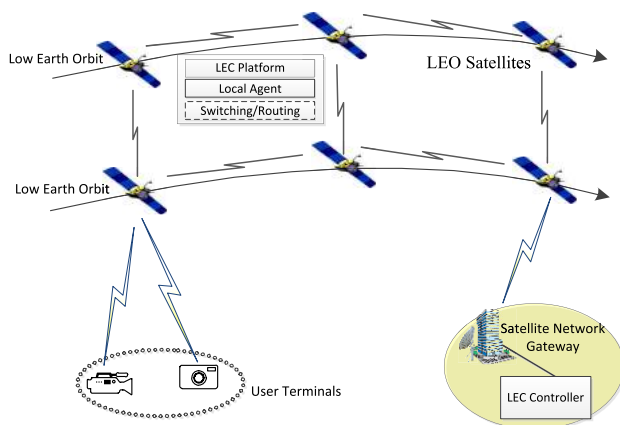 Low Earth Orbit
LEO Satellites
LEC Platform
Local Agent
Switching/Routing
Low Earth Orbit
Satellite Network
Gateway
User Terminals
LEC Controller